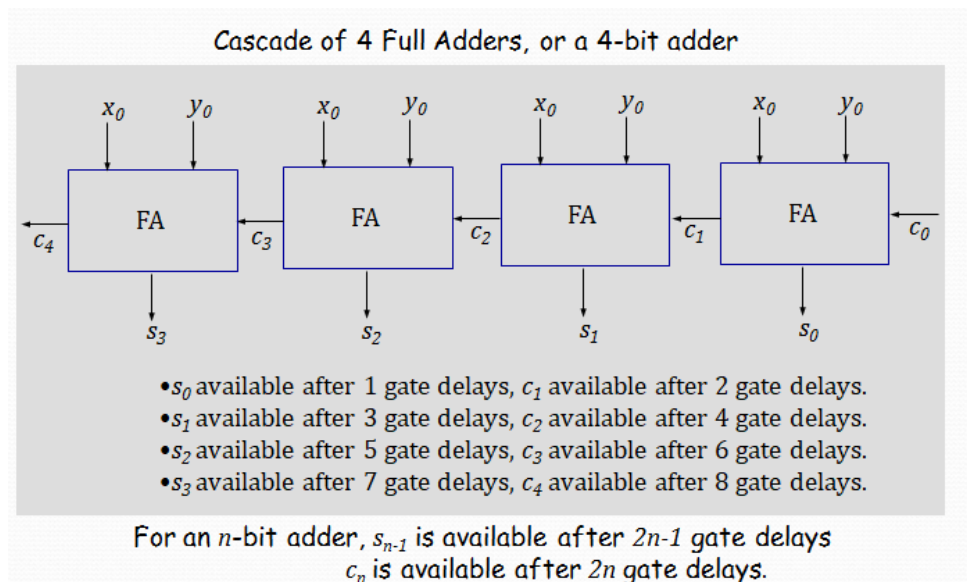 Cascade of 4 Full Adders, or a 4-bit adder
x₀ y₀ x₀ y₀ x₀ y₀ x₀ y₀
FA FA FA FA
c₄ c₃ c₂ c₁ c₀
s₃ s₂ s₁ s₀
•s₀ available after 1 gate delays, c₁ available after 2 gate delays.
•s₁ available after 3 gate delays, c₂ available after 4 gate delays.
•s₂ available after 5 gate delays, c₃ available after 6 gate delays.
•s₃ available after 7 gate delays, c₄ available after 8 gate delays.
For an n-bit adder, sₙ₋₁ is available after 2n-1 gate delays
cₙ is available after 2n gate delays.